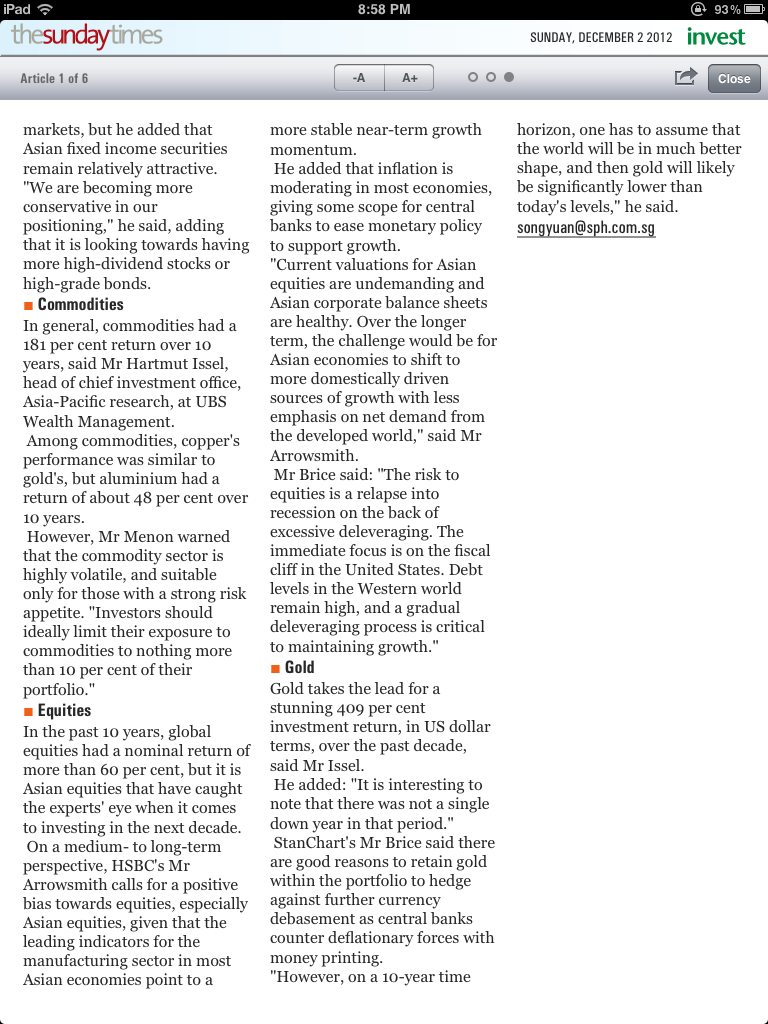 iPad 8:58 PM 93%
thesundaytimes SUNDAY, DECEMBER 2 2012 invest
Article 1 of 6 -A A+ Close
markets, but he added that
Asian fixed income securities
remain relatively attractive.
"We are becoming more
conservative in our
positioning," he said, adding
that it is looking towards having
more high-dividend stocks or
high-grade bonds.
Commodities
In general, commodities had a
181 per cent return over 10
years, said Mr Hartmut Issel,
head of chief investment office,
Asia-Pacific research, at UBS
Wealth Management.
Among commodities, copper's
performance was similar to
gold's, but aluminium had a
return of about 48 per cent over
10 years.
However, Mr Menon warned
that the commodity sector is
highly volatile, and suitable
only for those with a strong risk
appetite. "Investors should
ideally limit their exposure to
commodities to nothing more
than 10 per cent of their
portfolio."
Equities
In the past 10 years, global
equities had a nominal return of
more than 60 per cent, but it is
Asian equities that have caught
the experts' eye when it comes
to investing in the next decade.
On a medium- to long-term
perspective, HSBC's Mr
Arrowsmith calls for a positive
bias towards equities, especially
Asian equities, given that the
leading indicators for the
manufacturing sector in most
Asian economies point to a
more stable near-term growth
momentum.
He added that inflation is
moderating in most economies,
giving some scope for central
banks to ease monetary policy
to support growth.
"Current valuations for Asian
equities are undemanding and
Asian corporate balance sheets
are healthy. Over the longer
term, the challenge would be for
Asian economies to shift to
more domestically driven
sources of growth with less
emphasis on net demand from
the developed world," said Mr
Arrowsmith.
Mr Brice said: "The risk to
equities is a relapse into
recession on the back of
excessive deleveraging. The
immediate focus is on the fiscal
cliff in the United States. Debt
levels in the Western world
remain high, and a gradual
deleveraging process is critical
to maintaining growth."
Gold
Gold takes the lead for a
stunning 409 per cent
investment return, in US dollar
terms, over the past decade,
said Mr Issel.
He added: "It is interesting to
note that there was not a single
down year in that period."
StanChart's Mr Brice said there
are good reasons to retain gold
within the portfolio to hedge
against further currency
debasement as central banks
counter deflationary forces with
money printing.
"However, on a 10-year time
horizon, one has to assume that
the world will be in much better
shape, and then gold will likely
be significantly lower than
today's levels," he said.
songyuan@sph.com.sg